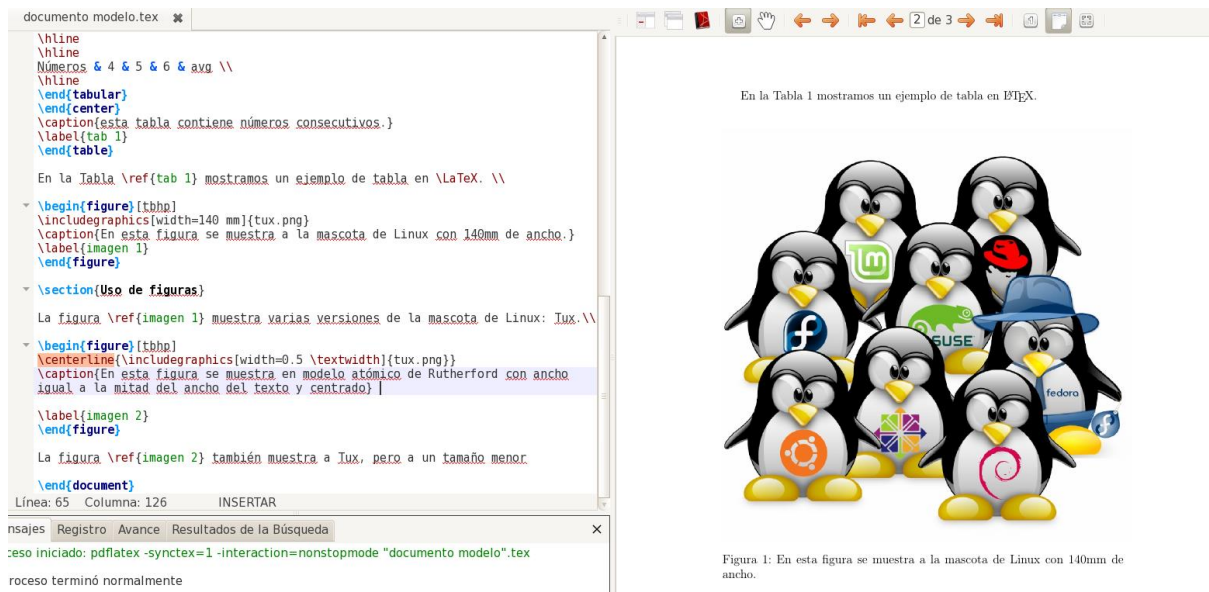 documento modelo.tex
\hline
\hline
Números & 4 & 5 & 6 & avg \\
\hline
\end{tabular}
\end{center}
\caption{esta tabla contiene números consecutivos.}
\label{tab 1}
\end{table}
En la Tabla \ref{tab 1} mostramos un ejemplo de tabla en \LaTeX. \\
\begin{figure}[tbhp]
\includegraphics[width=140 mm]{tux.png}
\caption{En esta figura se muestra a la mascota de Linux con 140mm de ancho.}
\label{imagen 1}
\end{figure}
\section{Uso de figuras}
La figura \ref{imagen 1} muestra varias versiones de la mascota de Linux: Tux.\\
\begin{figure}[tbhp]
\centerline{\includegraphics[width=0.5 \textwidth]{tux.png}}
\caption{En esta figura se muestra en modelo atómico de Rutherford con ancho
igual a la mitad del ancho del texto y centrado}
\label{imagen 2}
\end{figure}
La figura \ref{imagen 2} también muestra a Tux, pero a un tamaño menor
\end{document}
Línea: 65 Columna: 126 INSERTAR
nsajes Registro Avance Resultados de la Búsqueda
ceso iniciado: pdflatex -synctex=1 -interaction=nonstopmode "documento modelo".tex
roceso terminó normalmente
2 de 3
En la Tabla 1 mostramos un ejemplo de tabla en LATEX.
SUSE
fedora
Figura 1: En esta figura se muestra a la mascota de Linux con 140mm de
ancho.